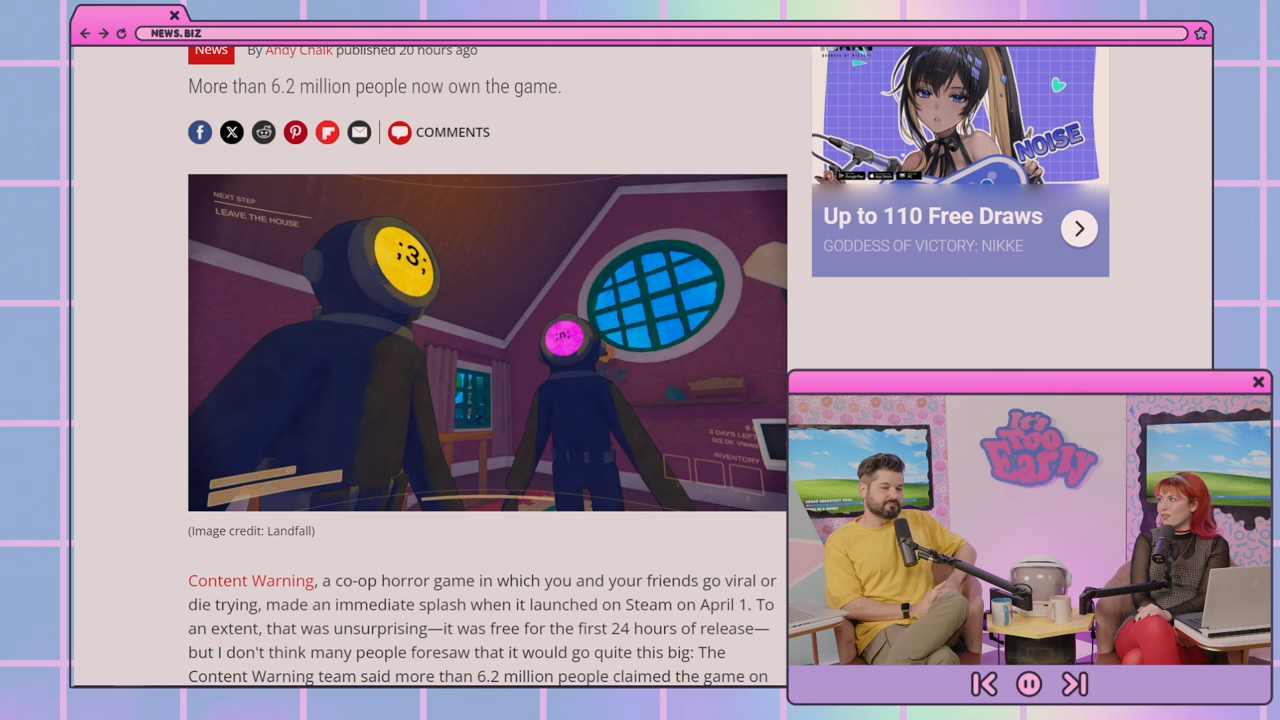 NEWS.BIZ
News
By Andy Chalk published 20 hours ago
More than 6.2 million people now own the game.
COMMENTS
NEXT STEP
LEAVE THE HOUSE
3 DAYS LEFT
INVENTORY
(Image credit: Landfall)
Content Warning, a co-op horror game in which you and your friends go viral or
die trying, made an immediate splash when it launched on Steam on April 1. To
an extent, that was unsurprising—it was free for the first 24 hours of release—
but I don't think many people foresaw that it would go quite this big: The
Content Warning team said more than 6.2 million people claimed the game on
NOISE
Up to 110 Free Draws
GODDESS OF VICTORY: NIKKE
It's
Too
Early